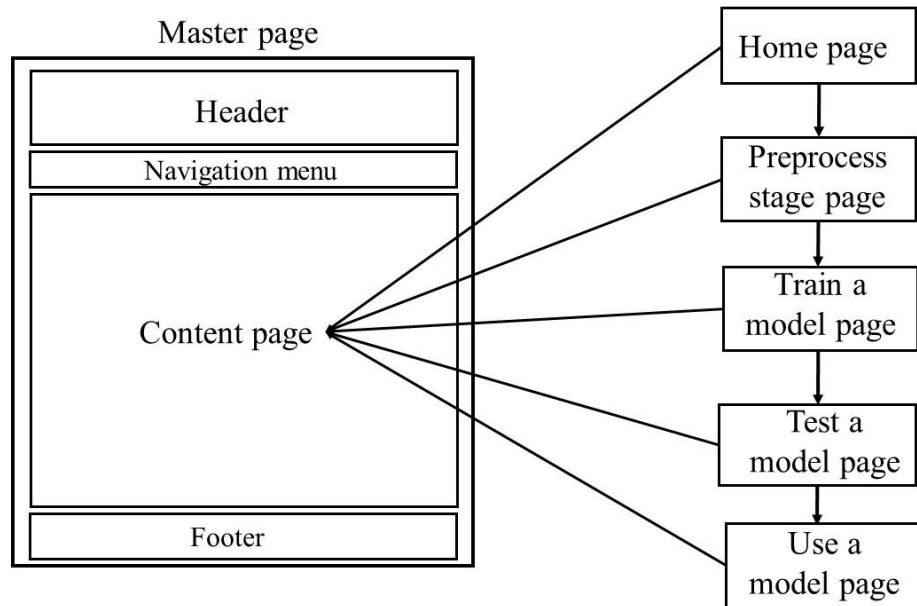 Master page
Header
Navigation menu
Content page
Footer
Home page
Preprocess
stage page
Train a
model page
Test a
model page
Use a
model page